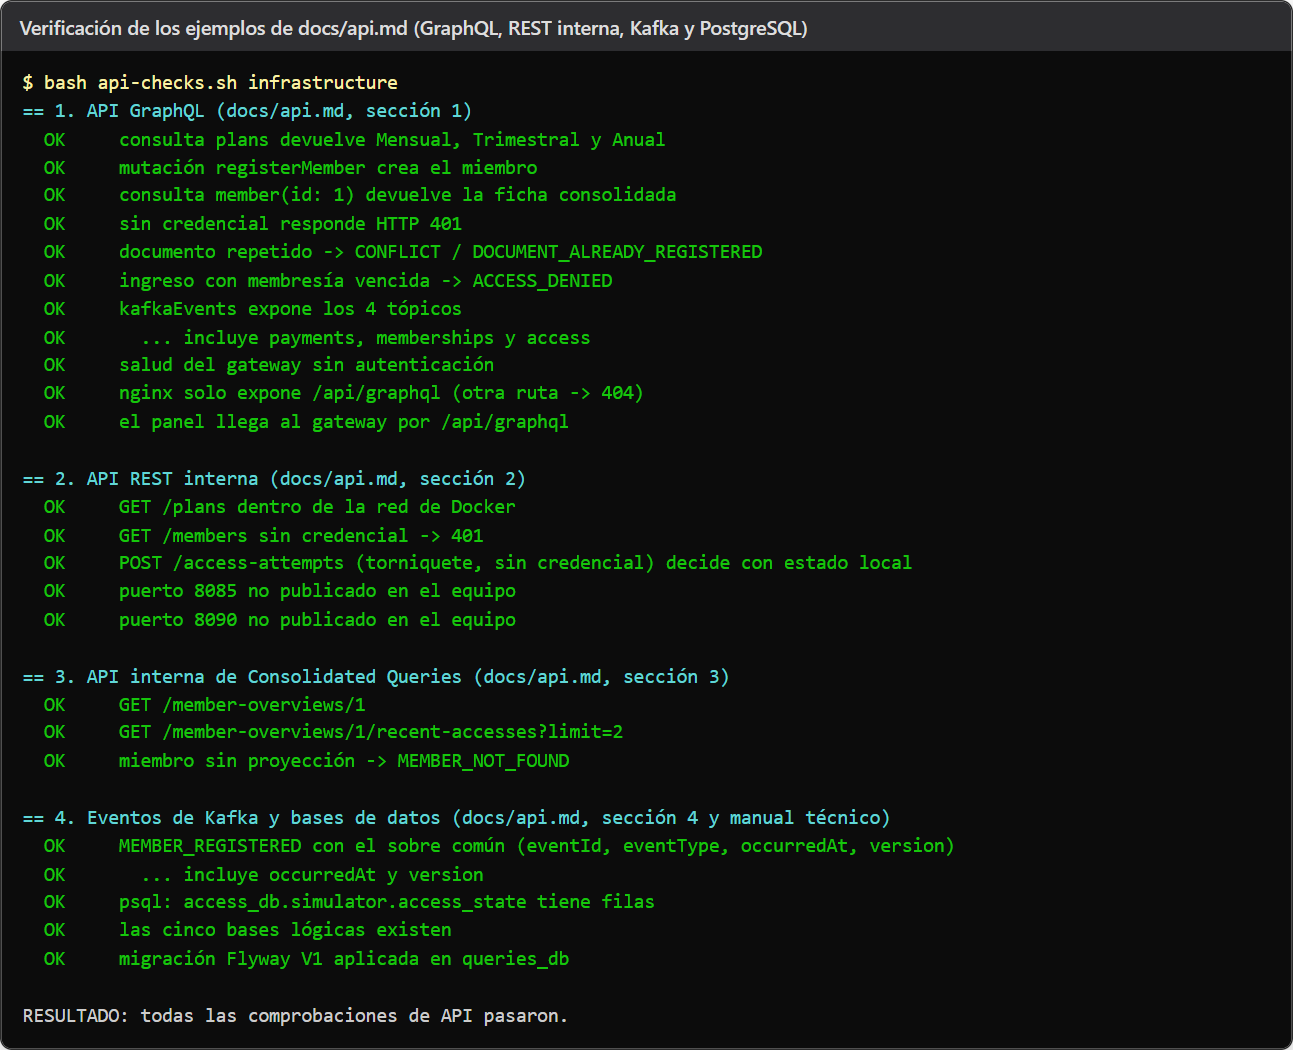 Verificación de los ejemplos de docs/api.md (GraphQL, REST interna, Kafka y PostgreSQL)
$ bash api-checks.sh infrastructure
== 1. API GraphQL (docs/api.md, sección 1)
OK consulta plans devuelve Mensual, Trimestral y Anual
OK mutación registerMember crea el miembro
OK consulta member(id: 1) devuelve la ficha consolidada
OK sin credencial responde HTTP 401
OK documento repetido -> CONFLICT / DOCUMENT_ALREADY_REGISTERED
OK ingreso con membresía vencida -> ACCESS_DENIED
OK kafkaEvents expone los 4 tópicos
OK ... incluye payments, memberships y access
OK salud del gateway sin autenticación
OK nginx solo expone /api/graphql (otra ruta -> 404)
OK el panel llega al gateway por /api/graphql
== 2. API REST interna (docs/api.md, sección 2)
OK GET /plans dentro de la red de Docker
OK GET /members sin credencial -> 401
OK POST /access-attempts (torniquete, sin credencial) decide con estado local
OK puerto 8085 no publicado en el equipo
OK puerto 8090 no publicado en el equipo
== 3. API interna de Consolidated Queries (docs/api.md, sección 3)
OK GET /member-overviews/1
OK GET /member-overviews/1/recent-accesses?limit=2
OK miembro sin proyección -> MEMBER_NOT_FOUND
== 4. Eventos de Kafka y bases de datos (docs/api.md, sección 4 y manual técnico)
OK MEMBER_REGISTERED con el sobre común (eventId, eventType, occurredAt, version)
OK ... incluye occurredAt y version
OK psql: access_db.simulator.access_state tiene filas
OK las cinco bases lógicas existen
OK migración Flyway V1 aplicada en queries_db
RESULTADO: todas las comprobaciones de API pasaron.